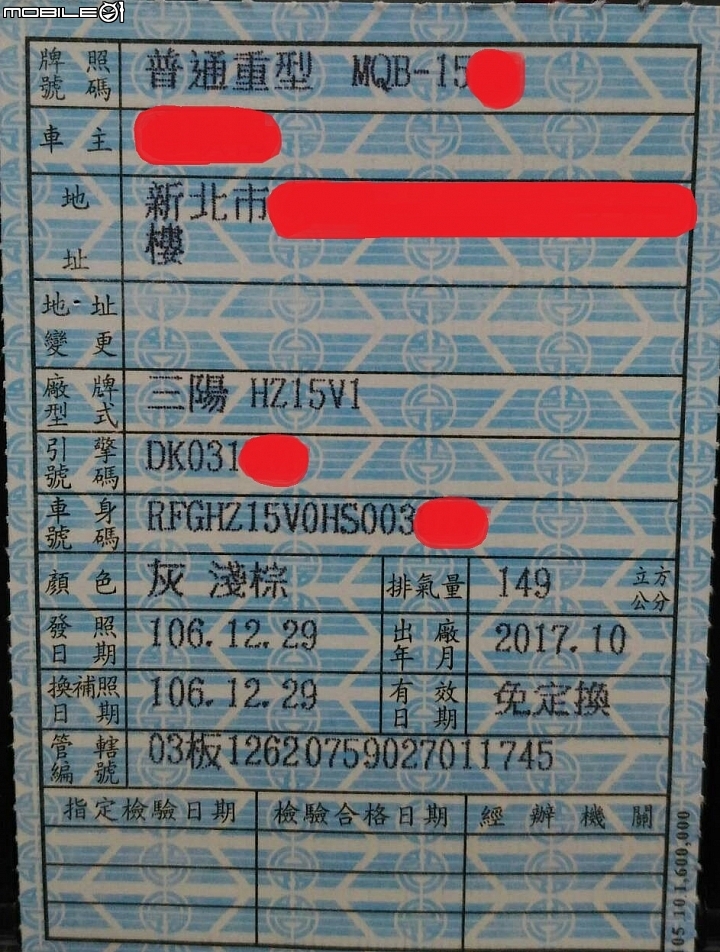 MOBILE01
牌照號碼 普通重型 MQB-15
車主
地址 新北市
樓
地址變更
廠牌型式 三陽 HZ15V1
引擎號碼 DK031
車身號碼 RFGHZ15V0HS003
顏色 灰 淺棕 排氣量 149 立方公分
發照日期 106.12.29 出廠年月 2017.10
換補照日期 106.12.29 有效日期 免定換
管轄編號 03板12620759027011745
指定檢驗日期 檢驗合格日期 經辦機關
05 101.600,000